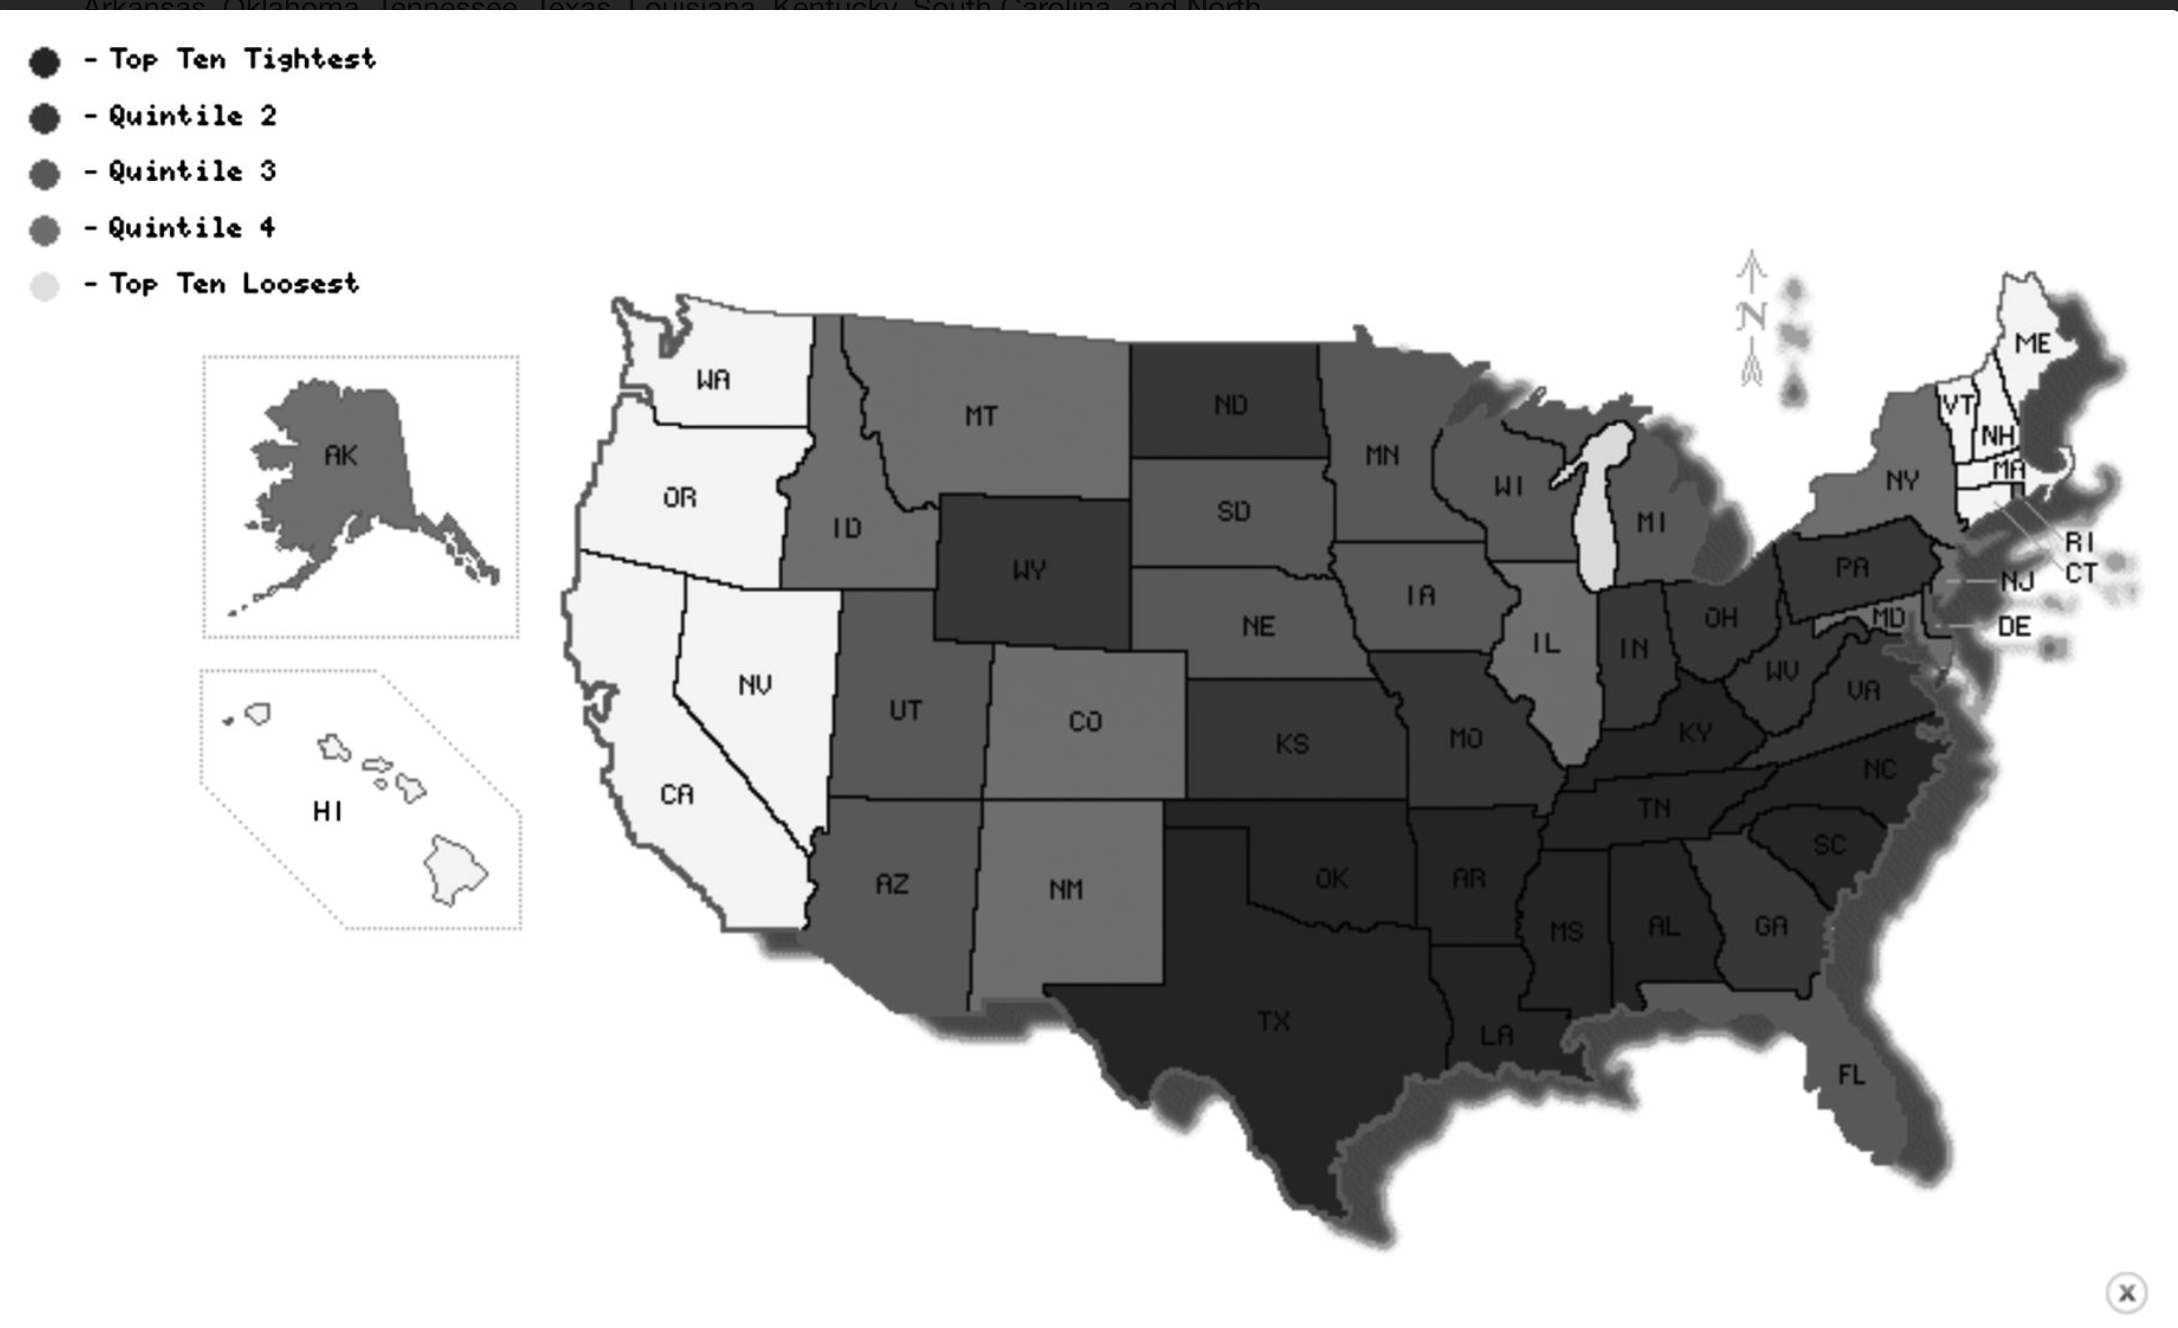 Arkansas, Oklahoma, Tennessee, Texas, Louisiana, Kentucky, South Carolina, and North
- Top Ten Tightest
- Quintile 2
- Quintile 3
- Quintile 4
- Top Ten Loosest
N
ME
WA
VT
MT
ND
NH
AK
MN
MA
OR
WI
NY
SD
MI
ID
RI
WY
PA
CT
NJ
IA
MD
NE
OH
DE
IL
IN
WV
NV
VA
UT
CO
KY
KS
MO
NC
CA
TN
HI
SC
AZ
OK
AR
NM
GA
AL
MS
TX
LA
FL
x